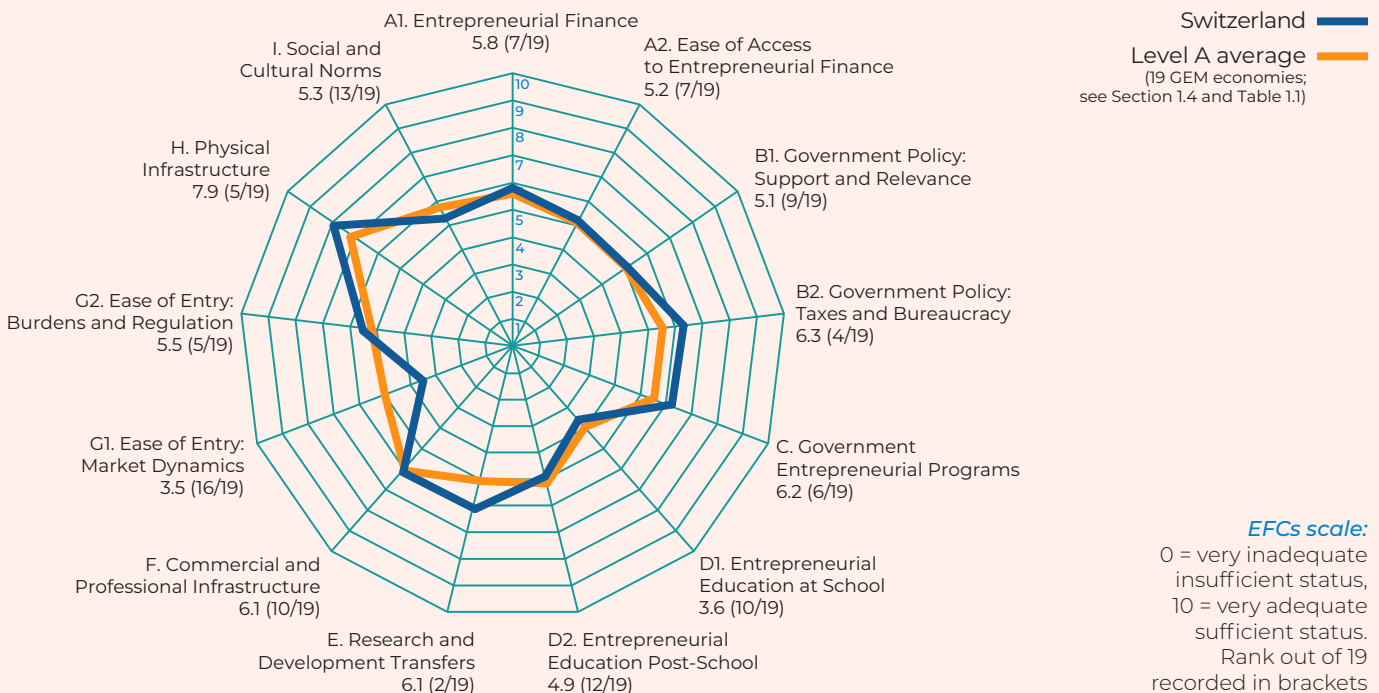 A1. Entrepreneurial Finance
5.8 (7/19)
A2. Ease of Access
to Entrepreneurial Finance
5.2 (7/19)
B1. Government Policy:
Support and Relevance
5.1 (9/19)
B2. Government Policy:
Taxes and Bureaucracy
6.3 (4/19)
C. Government
Entrepreneurial Programs
6.2 (6/19)
D1. Entrepreneurial
Education at School
3.6 (10/19)
D2. Entrepreneurial
Education Post-School
4.9 (12/19)
E. Research and
Development Transfers
6.1 (2/19)
F. Commercial and
Professional Infrastructure
6.1 (10/19)
G1. Ease of Entry:
Market Dynamics
3.5 (16/19)
G2. Ease of Entry:
Burdens and Regulation
5.5 (5/19)
H. Physical
Infrastructure
7.9 (5/19)
I. Social and
Cultural Norms
5.3 (13/19)
10
9
8
7
5
4
3
2
1
Switzerland
Level A average
(19 GEM economies;
see Section 1.4 and Table 1.1)
EFCs scale:
0 = very inadequate
insufficient status,
10 = very adequate
sufficient status.
Rank out of 19
recorded in brackets